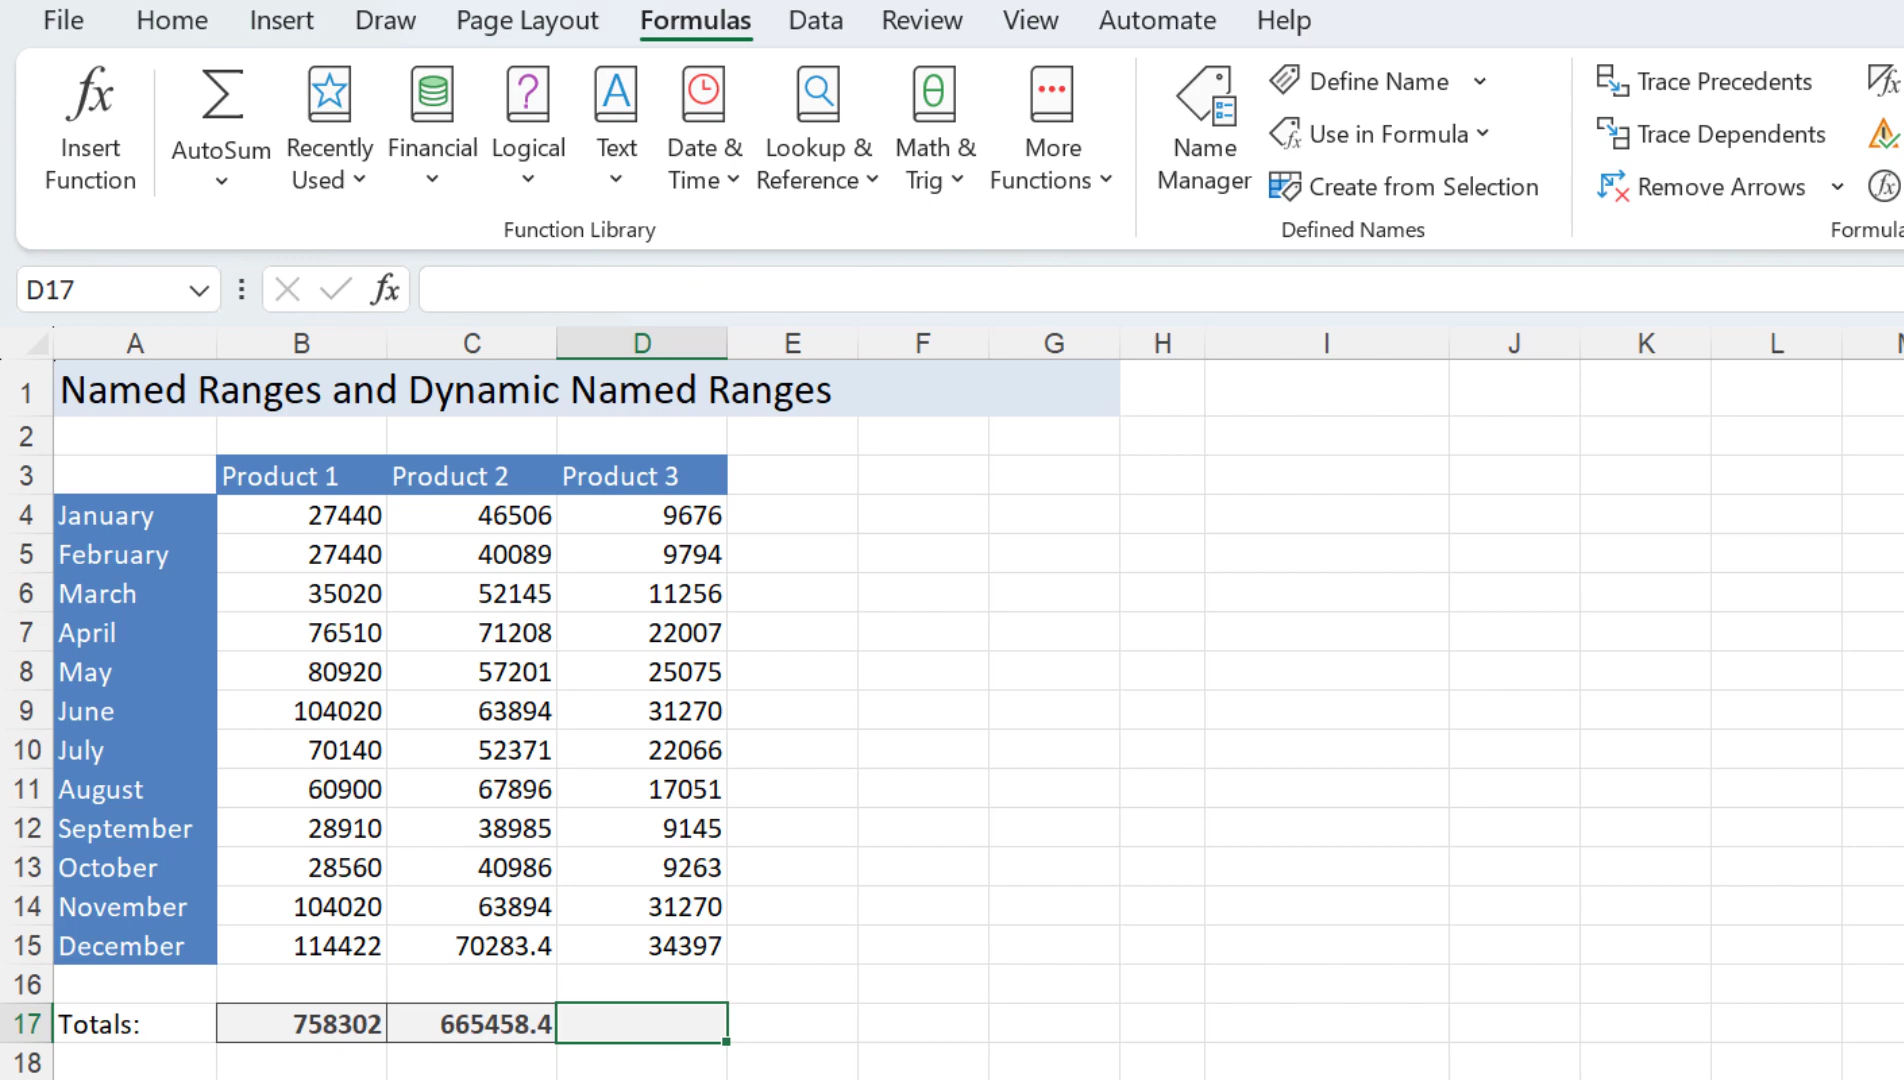 File Home Insert Draw Page Layout Formulas Data Review View Automate Help
fx Insert Function
AutoSum
Recently Used
Financial
Logical
Text
Date & Time
Lookup & Reference
Math & Trig
More Functions
Function Library
Name Manager
Define Name
Use in Formula
Create from Selection
Defined Names
Trace Precedents
Trace Dependents
Remove Arrows
D17 fx
A B C D E F G H I J K L
1 Named Ranges and Dynamic Named Ranges
2
3 Product 1 Product 2 Product 3
4 January 27440 46506 9676
5 February 27440 40089 9794
6 March 35020 52145 11256
7 April 76510 71208 22007
8 May 80920 57201 25075
9 June 104020 63894 31270
10 July 70140 52371 22066
11 August 60900 67896 17051
12 September 28910 38985 9145
13 October 28560 40986 9263
14 November 104020 63894 31270
15 December 114422 70283.4 34397
16
17 Totals: 758302 665458.4
18